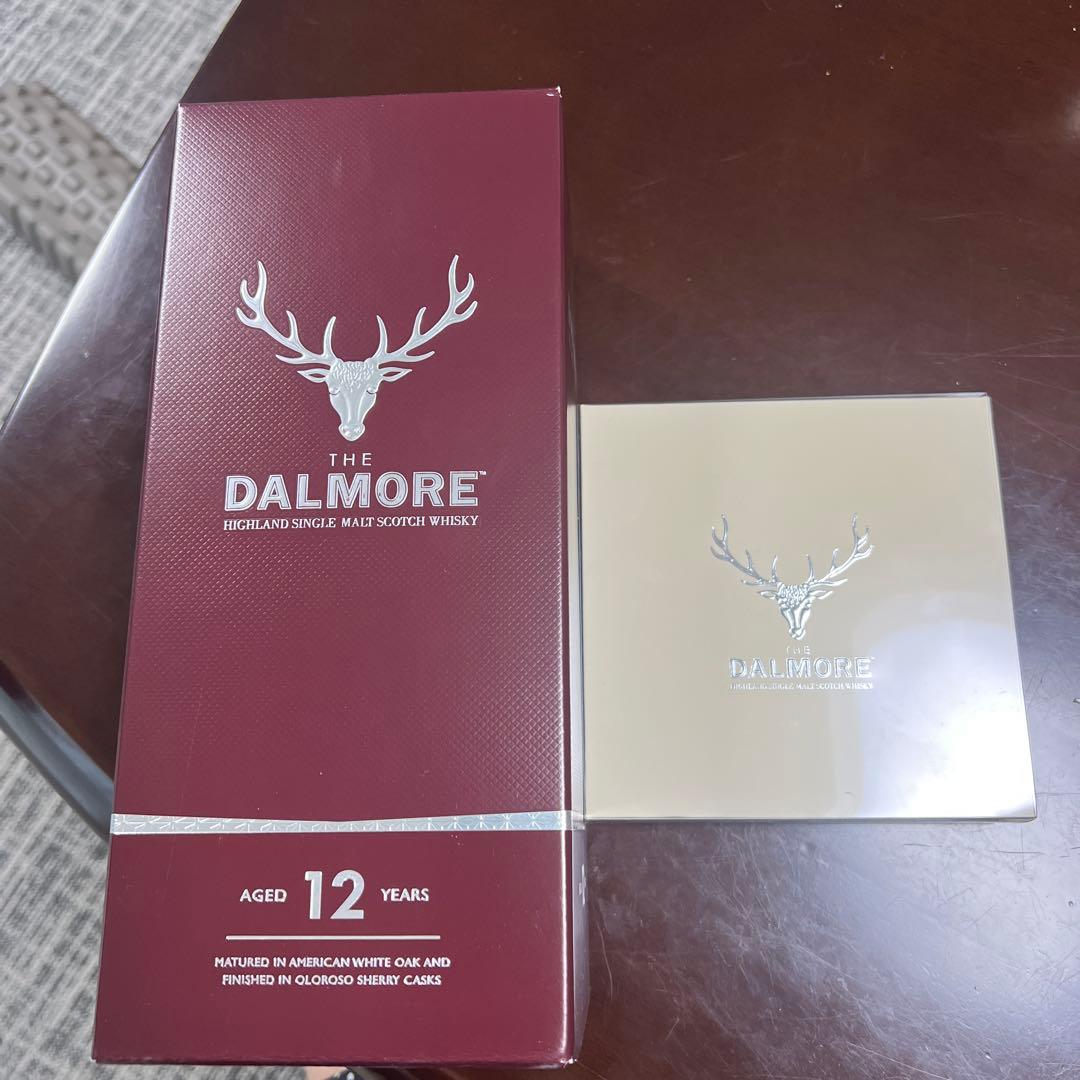 THE
DALMORE™
HIGHLAND SINGLE MALT SCOTCH WHISKY
AGED 12 YEARS
MATURED IN AMERICAN WHITE OAK AND
FINISHED IN OLOROSO SHERRY CASKS
THE
DALMORE™
HIGHLAND SINGLE MALT SCOTCH WHISKY